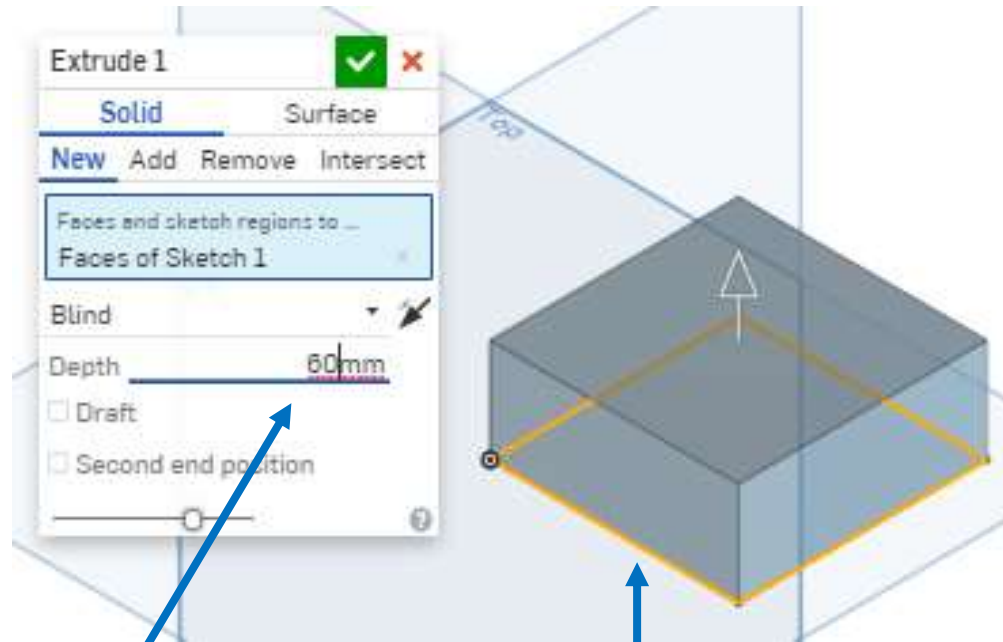 Extrude 1
Solid Surface
New Add Remove Intersect
Faces and sketch regions to ...
Faces of Sketch 1
Blind
Depth 60mm
Draft
Second end position
Top